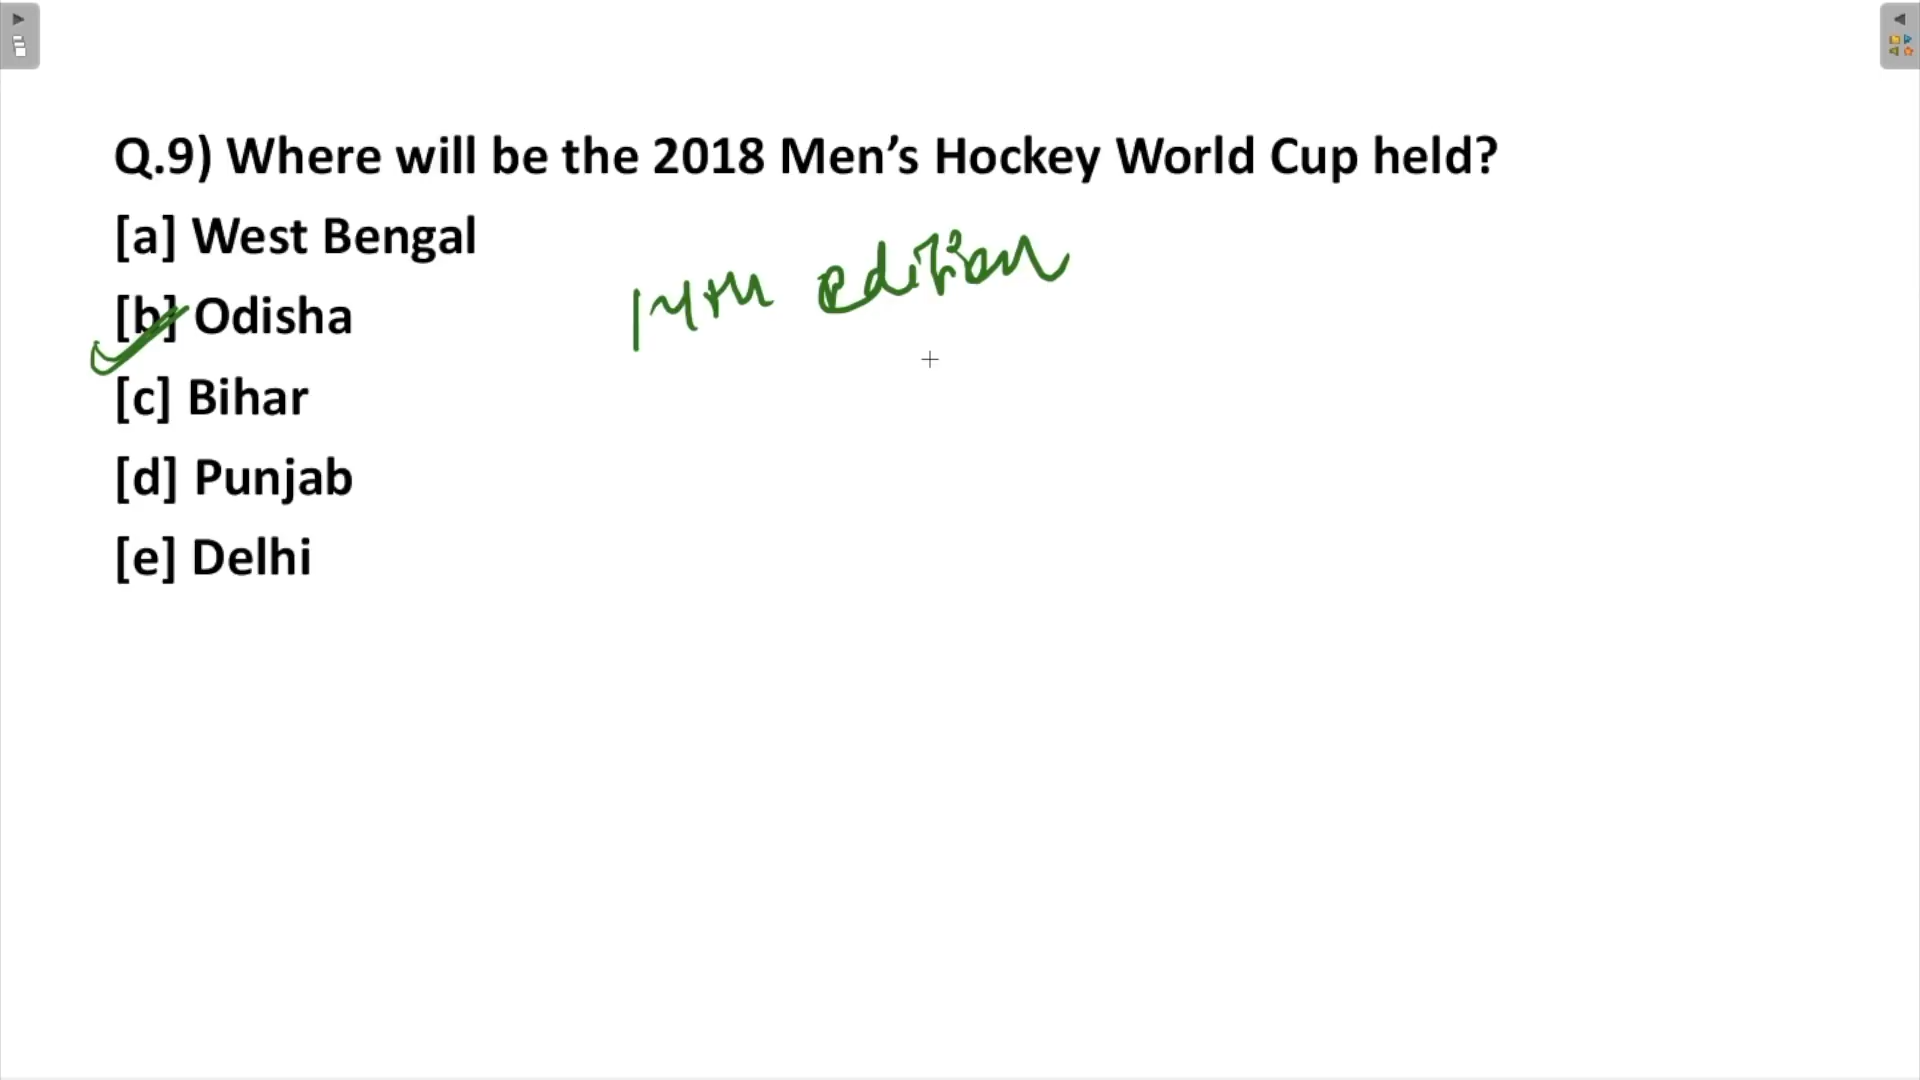 Q.9) Where will be the 2018 Men’s Hockey World Cup held?
[a] West Bengal
14th edition
[b] Odisha
[c] Bihar
[d] Punjab
[e] Delhi